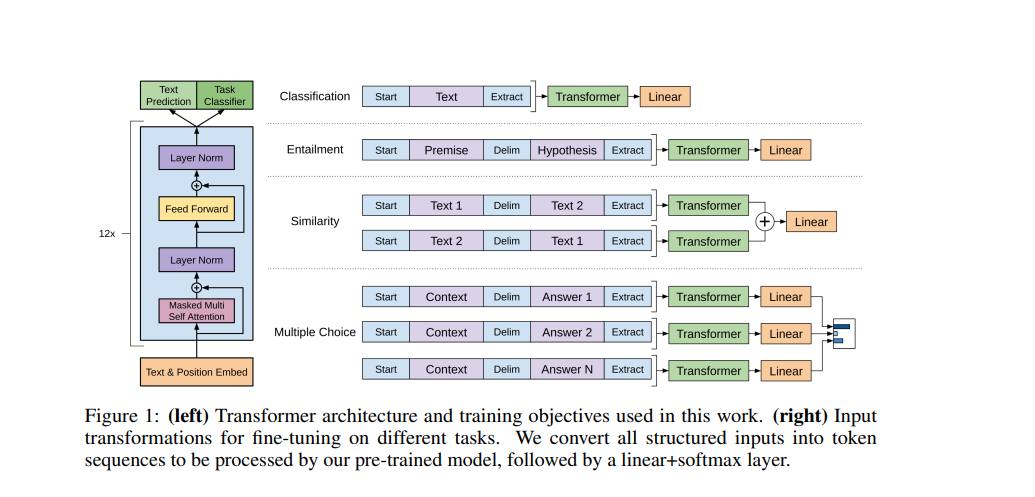 Text Prediction
Task Classifier
12x
Layer Norm
Feed Forward
Layer Norm
Masked Multi Self Attention
Text & Position Embed
Classification
Start Text Extract Transformer Linear
Entailment
Start Premise Delim Hypothesis Extract Transformer Linear
Similarity
Start Text 1 Delim Text 2 Extract Transformer
Start Text 2 Delim Text 1 Extract Transformer
Linear
Multiple Choice
Start Context Delim Answer 1 Extract Transformer Linear
Start Context Delim Answer 2 Extract Transformer Linear
Start Context Delim Answer N Extract Transformer Linear
Figure 1: (left) Transformer architecture and training objectives used in this work. (right) Input
transformations for fine-tuning on different tasks. We convert all structured inputs into token
sequences to be processed by our pre-trained model, followed by a linear+softmax layer.